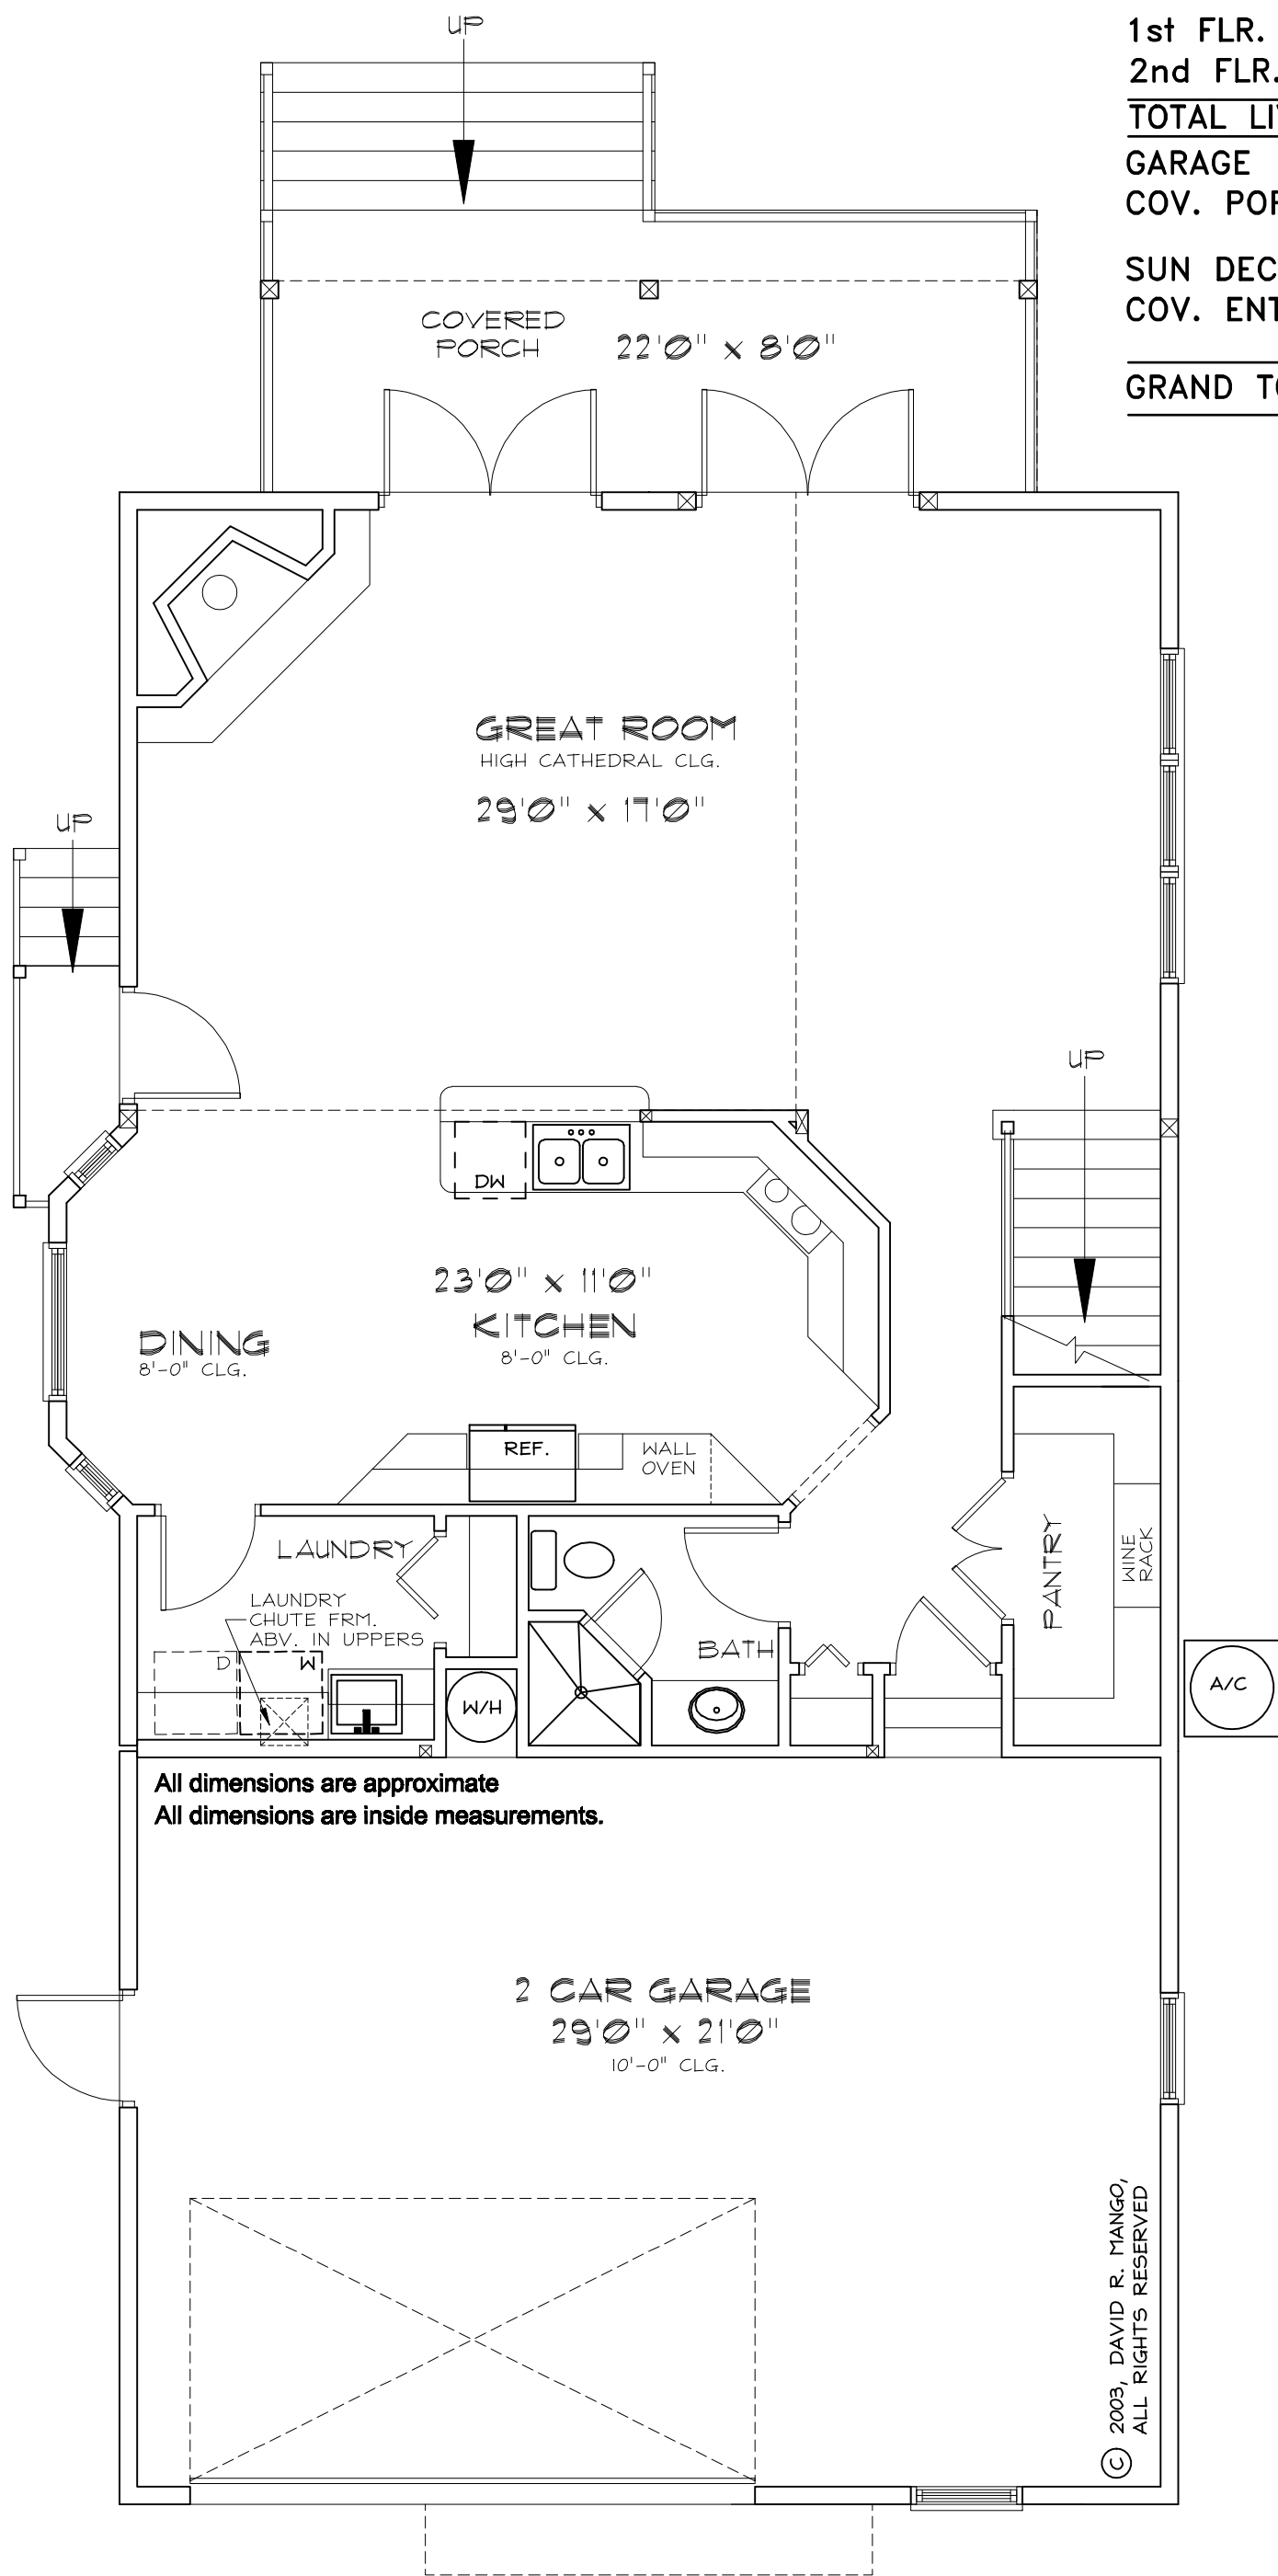 UP
1st FLR.
2nd FLR.
TOTAL
GARAGE
COV.
SUN
COV.
GRAND
COVERED
PORCH
22'0" x 8'0"
GREAT ROOM
HIGH CATHEDRAL CLG.
29'0" x 17'0"
UP
UP
DW
23'0" x 11'0"
KITCHEN
8'-0" CLG.
DINING
8'-0" CLG.
REF.
WALL
OVEN
LAUNDRY
LAUNDRY
CHUTE FRM.
ABV. IN UPPERS
D
W
W/H
BATH
PANTRY
WINE
RACK
A/C
All dimensions are approximate
All dimensions are inside measurements.
2 CAR GARAGE
29'0" x 21'0"
10'-0" CLG.
© 2003, DAVID R. MANGO,
ALL RIGHTS RESERVED